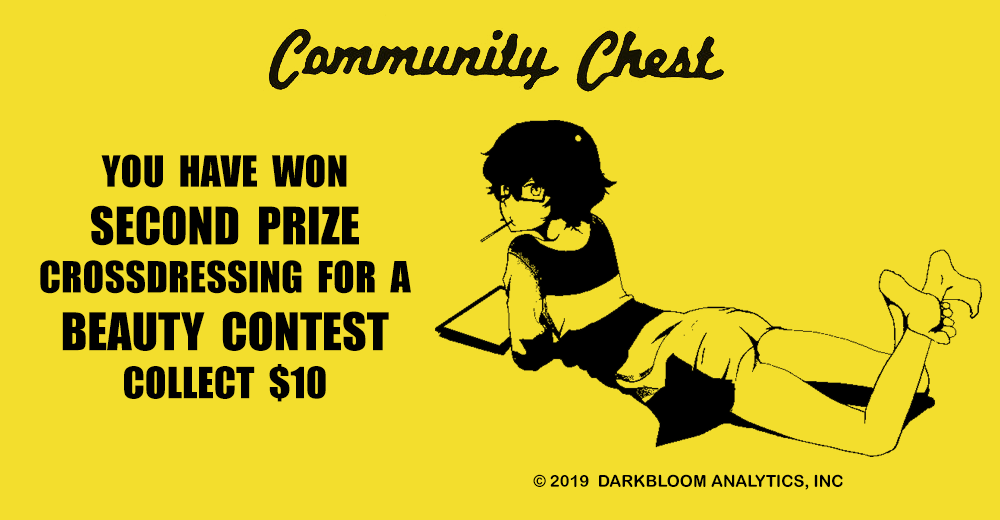 Community Chest
YOU HAVE WON
SECOND PRIZE
CROSSDRESSING FOR A
BEAUTY CONTEST
COLLECT $10
© 2019 DARKBLOOM ANALYTICS, INC